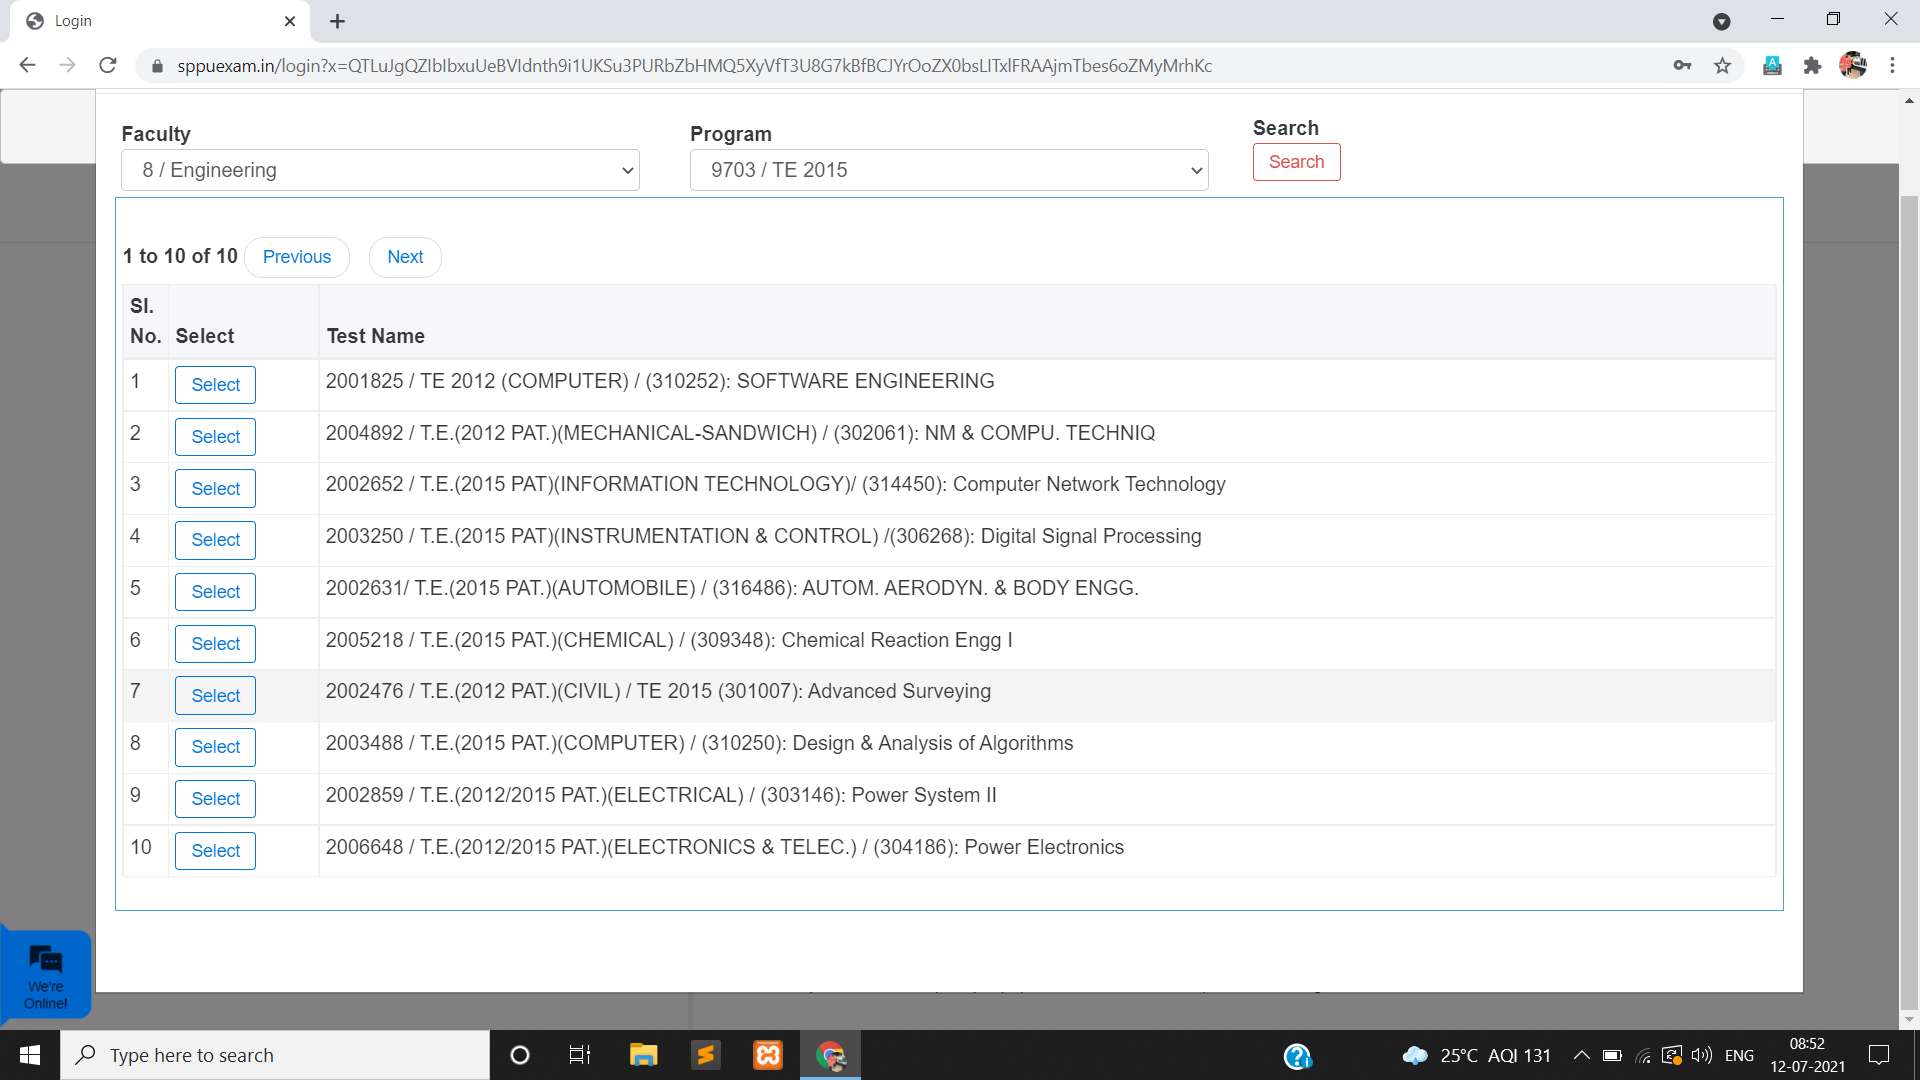 Login
sppuexam.in/login?x=QTLuJgQZIbIbxuUeBVIdnth9i1UKSu3PURbZbHMQ5XyVfT3U8G7kBfBCJYrOoZX0bsLITxlFRAAjmTbes6oZMyMrhKc
Faculty Program Search
8 / Engineering 9703 / TE 2015 Search
1 to 10 of 10 Previous Next
Sl. No. Select Test Name
1 Select 2001825 / TE 2012 (COMPUTER) / (310252): SOFTWARE ENGINEERING
2 Select 2004892 / T.E.(2012 PAT.)(MECHANICAL-SANDWICH) / (302061): NM & COMPU. TECHNIQ
3 Select 2002652 / T.E.(2015 PAT)(INFORMATION TECHNOLOGY)/ (314450): Computer Network Technology
4 Select 2003250 / T.E.(2015 PAT)(INSTRUMENTATION & CONTROL) /(306268): Digital Signal Processing
5 Select 2002631/ T.E.(2015 PAT.)(AUTOMOBILE) / (316486): AUTOM. AERODYN. & BODY ENGG.
6 Select 2005218 / T.E.(2015 PAT.)(CHEMICAL) / (309348): Chemical Reaction Engg I
7 Select 2002476 / T.E.(2012 PAT.)(CIVIL) / TE 2015 (301007): Advanced Surveying
8 Select 2003488 / T.E.(2015 PAT.)(COMPUTER) / (310250): Design & Analysis of Algorithms
9 Select 2002859 / T.E.(2012/2015 PAT.)(ELECTRICAL) / (303146): Power System II
10 Select 2006648 / T.E.(2012/2015 PAT.)(ELECTRONICS & TELEC.) / (304186): Power Electronics
We're
Online!
Type here to search
25°C AQI 131 ENG
08:52
12-07-2021